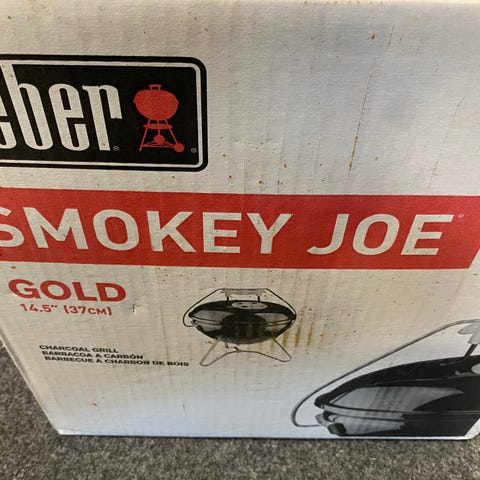 eber®
SMOKEY JOE®
GOLD
14.5" (37CM)
CHARCOAL GRILL
BARBACOA A CARBÓN
BARBECUE À CHARBON DE BOIS